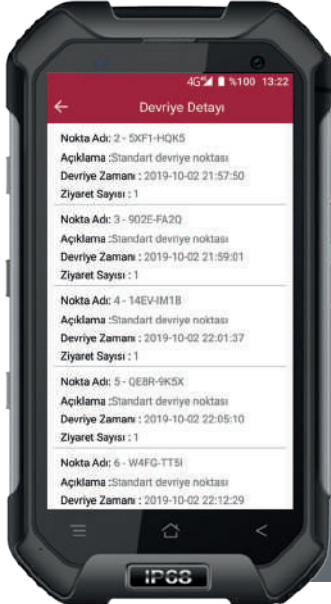 4G %100 13:22
Devriye Detayı
Nokta Adı: 2 - 5XF1-HQK5
Açıklama :Standart devriye noktası
Devriye Zamanı : 2019-10-02 21:57:50
Ziyaret Sayısı : 1
Nokta Adı: 3 - 902E-FA2Q
Açıklama :Standart devriye noktası
Devriye Zamanı : 2019-10-02 21:59:01
Ziyaret Sayısı : 1
Nokta Adı: 4 - 14EV-IM1B
Açıklama :Standart devriye noktası
Devriye Zamanı : 2019-10-02 22:01:37
Ziyaret Sayısı : 1
Nokta Adı: 5 - QE8R-9K5X
Açıklama :Standart devriye noktası
Devriye Zamanı : 2019-10-02 22:05:10
Ziyaret Sayısı : 1
Nokta Adı: 6 - W4FG-TT5I
Açıklama :Standart devriye noktası
Devriye Zamanı : 2019-10-02 22:12:29
IP68